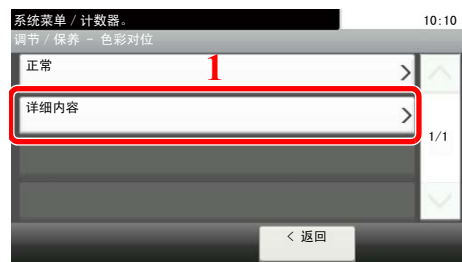 系统菜单 / 计数器。
10:10
调节 / 保养 - 色彩对位
正常
1
详细内容
1/1
< 返回